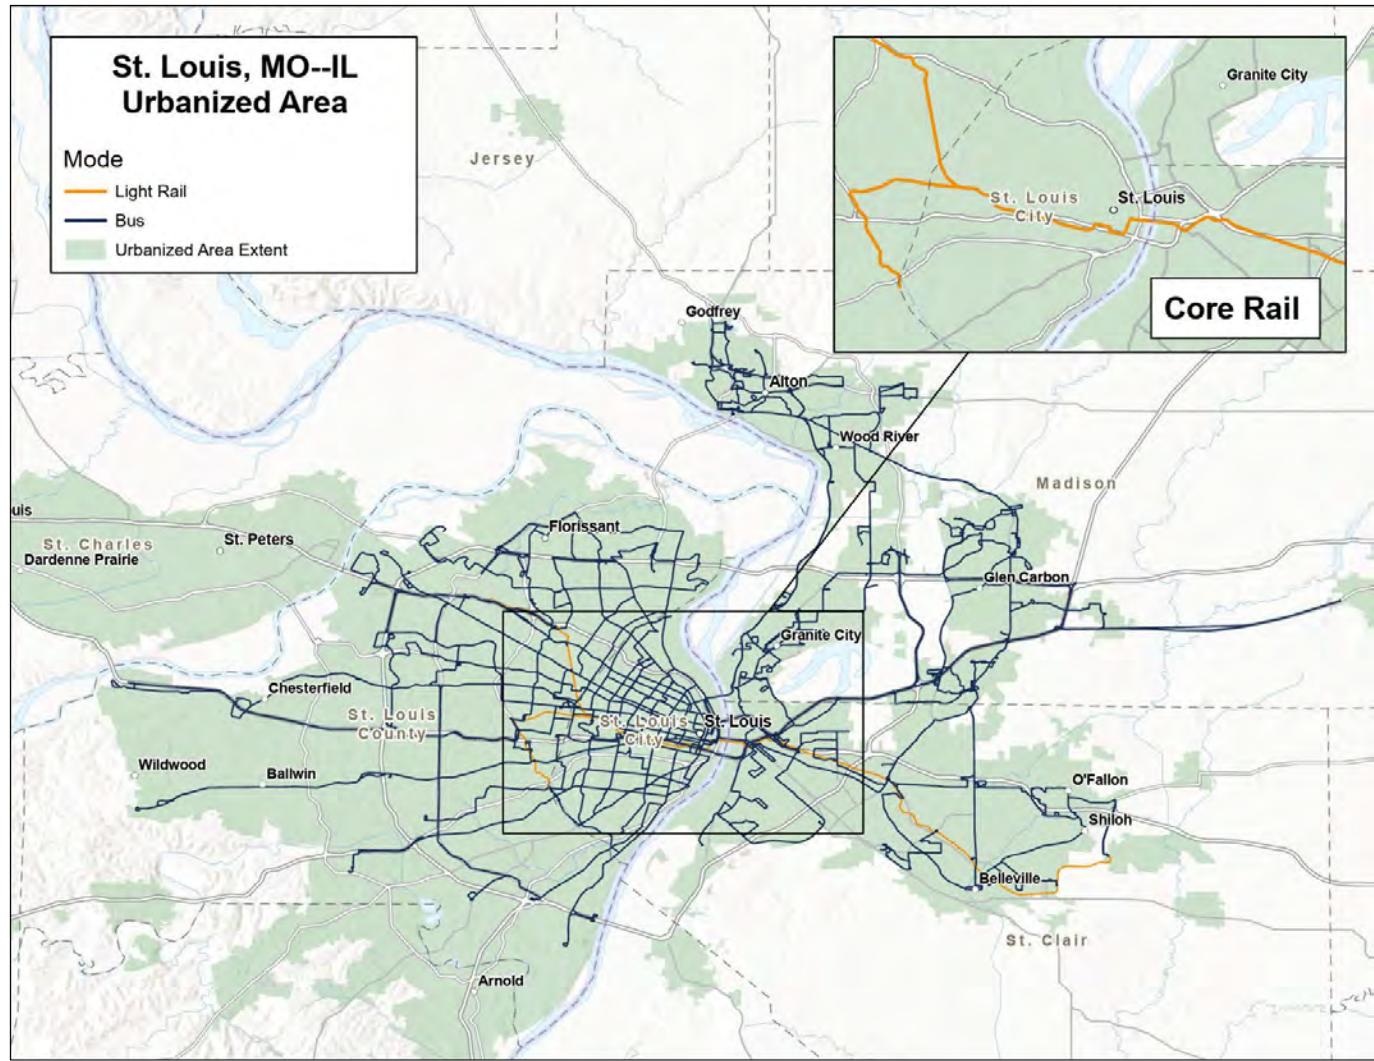 St. Louis, MO--IL
Urbanized Area
Mode
Light Rail
Bus
Urbanized Area Extent
Jersey
Granite City
St. Louis
City
St. Louis
Core Rail
Godfrey
Alton
Wood River
Madison
uis
St. Charles
Dardenne Prairie
St. Peters
Florissant
Glen Carbon
Granite City
Chesterfield
St. Louis
County
St. Louis
City
St. Louis
Wildwood
Ballwin
O'Fallon
Shiloh
Belleville
St. Clair
Arnold